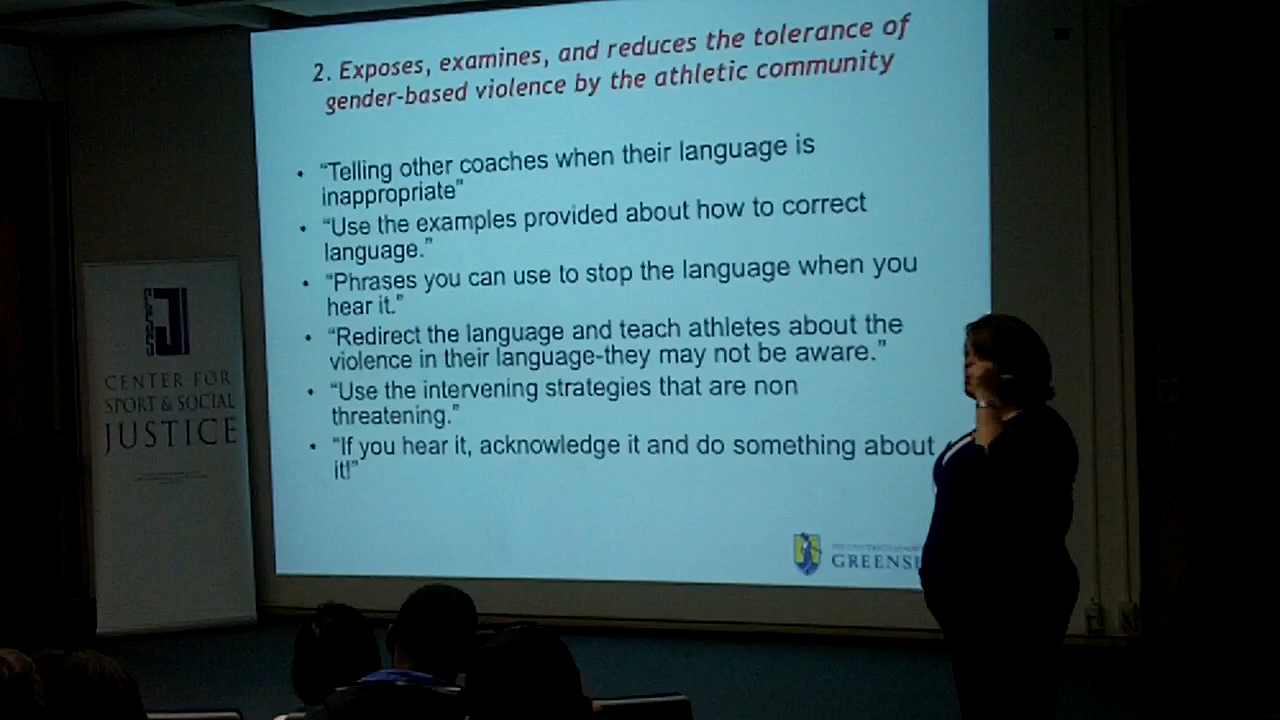 2. Exposes, examines, and reduces the tolerance of
gender-based violence by the athletic community
• "Telling other coaches when their language is
inappropriate"
• "Use the examples provided about how to correct
language."
• "Phrases you can use to stop the language when you
hear it."
• "Redirect the language and teach athletes about the
violence in their language-they may not be aware."
• "Use the intervening strategies that are non
threatening."
• "If you hear it, acknowledge it and do something about
it!"
CENTER FOR
SPORT & SOCIAL
JUSTICE